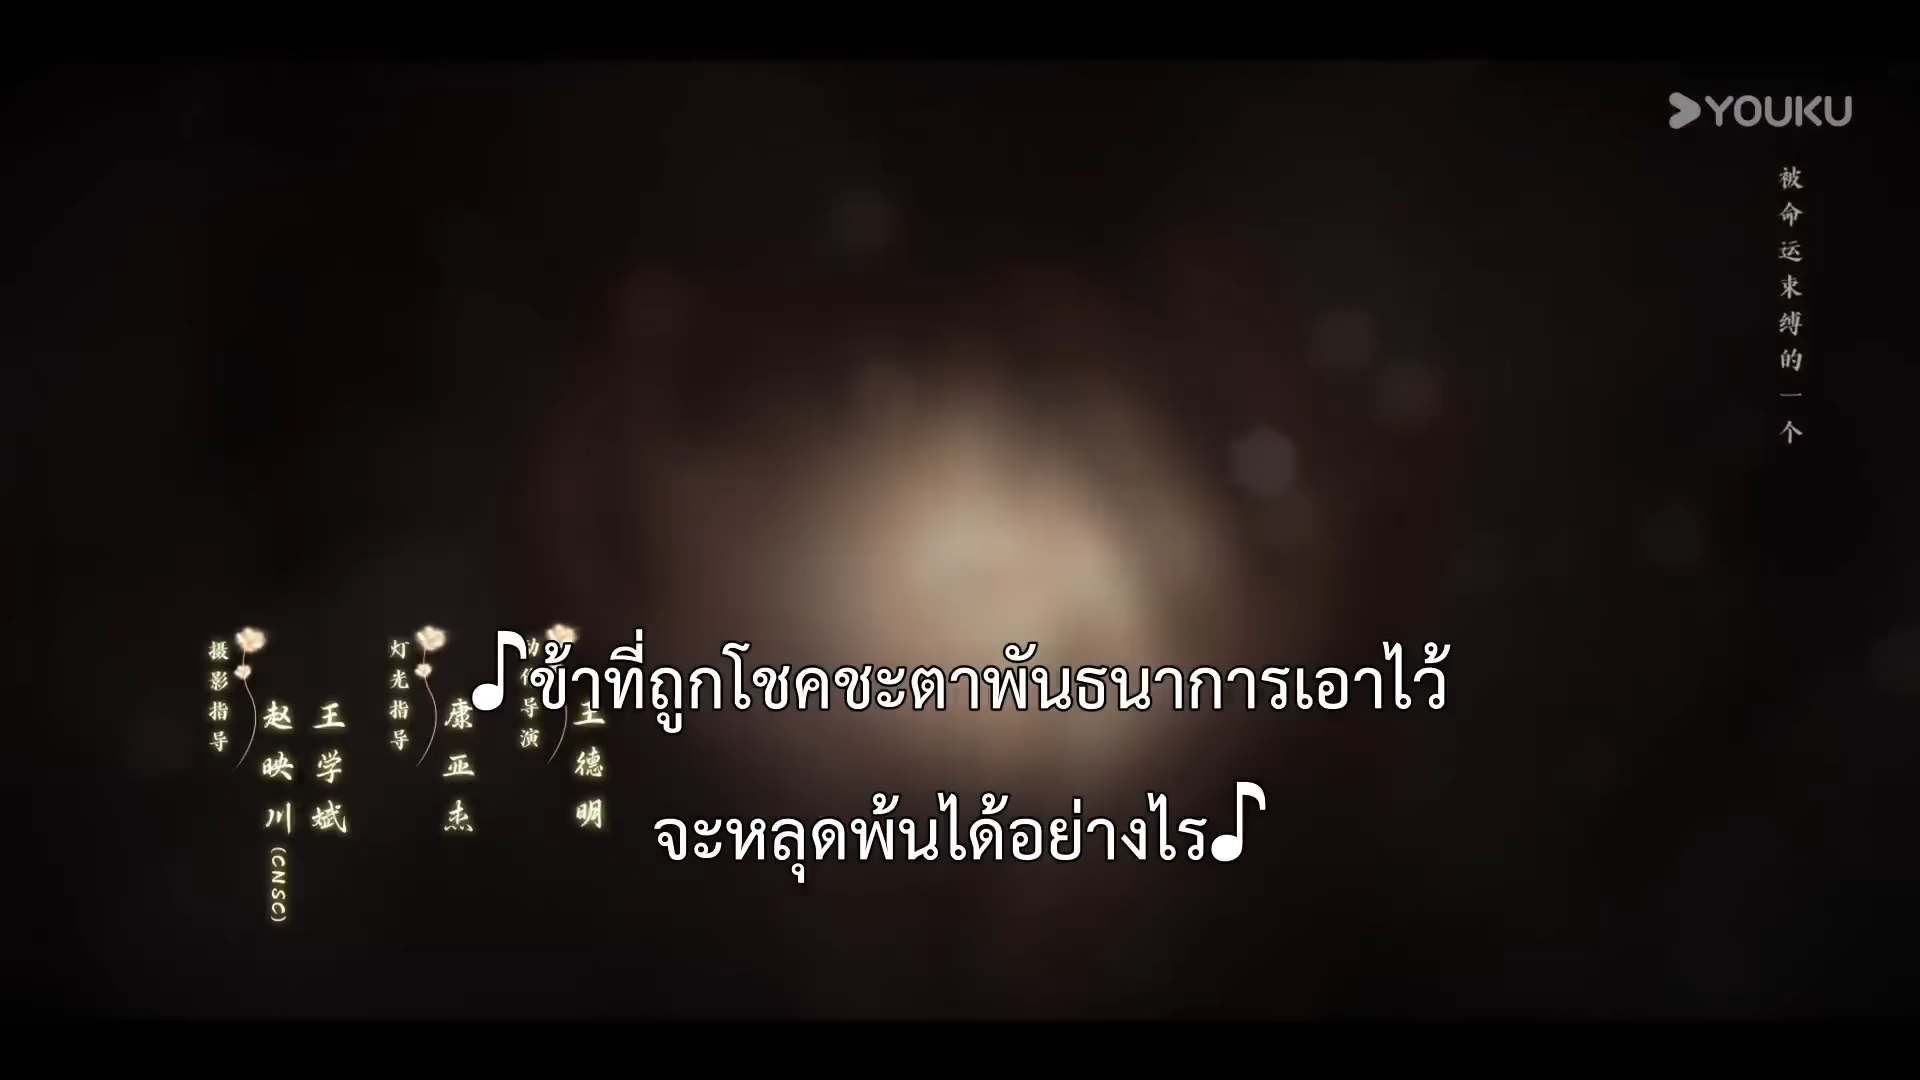 YOUKU
被命运束缚的一个
摄影指导
赵映川(CNSC)
王学斌
灯光指导
康亚杰
导演
王德明
♪ข้าที่ถูกโชคชะตาพันธนาการเอาไว้
จะหลุดพ้นได้อย่างไร♪